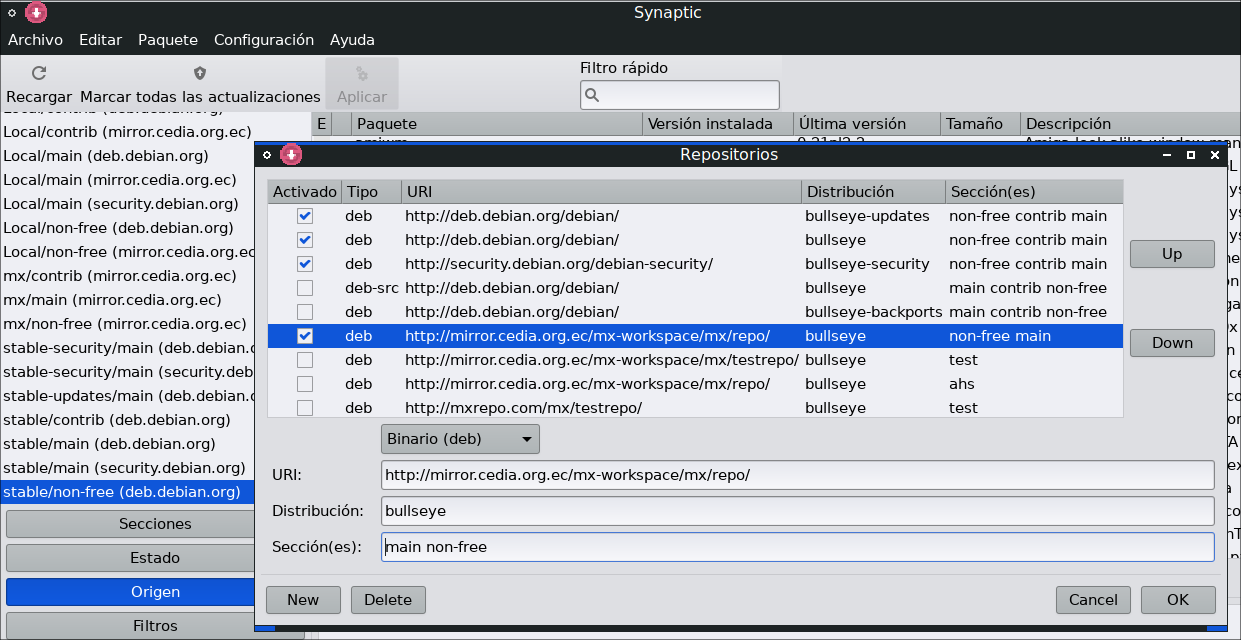 Synaptic
Archivo Editar Paquete Configuración Ayuda
Recargar Marcar todas las actualizaciones Aplicar
Filtro rápido
E Paquete Versión instalada Última versión Tamaño Descripción
Local/contrib (mirror.cedia.org.ec)
Local/main (deb.debian.org)
Local/main (mirror.cedia.org.ec)
Local/main (security.debian.org)
Local/non-free (deb.debian.org)
Local/non-free (mirror.cedia.org.ec
mx/contrib (mirror.cedia.org.ec)
mx/main (mirror.cedia.org.ec)
mx/non-free (mirror.cedia.org.ec)
stable-security/main (deb.debian.
stable-security/main (security.deb
stable-updates/main (deb.debian.
stable/contrib (deb.debian.org)
stable/main (deb.debian.org)
stable/main (security.debian.org)
stable/non-free (deb.debian.org)
Secciones
Estado
Origen
Filtros
Repositorios
Activado Tipo URI Distribución Sección(es)
deb http://deb.debian.org/debian/ bullseye-updates non-free contrib main
deb http://deb.debian.org/debian/ bullseye non-free contrib main
deb http://security.debian.org/debian-security/ bullseye-security non-free contrib main
deb-src http://deb.debian.org/debian/ bullseye main contrib non-free
deb http://deb.debian.org/debian/ bullseye-backports main contrib non-free
deb http://mirror.cedia.org.ec/mx-workspace/mx/repo/ bullseye non-free main
deb http://mirror.cedia.org.ec/mx-workspace/mx/testrepo/ bullseye test
deb http://mirror.cedia.org.ec/mx-workspace/mx/repo/ bullseye ahs
deb http://mxrepo.com/mx/testrepo/ bullseye test
Up
Down
Binario (deb)
URI: http://mirror.cedia.org.ec/mx-workspace/mx/repo/
Distribución: bullseye
Sección(es): main non-free
New Delete Cancel OK